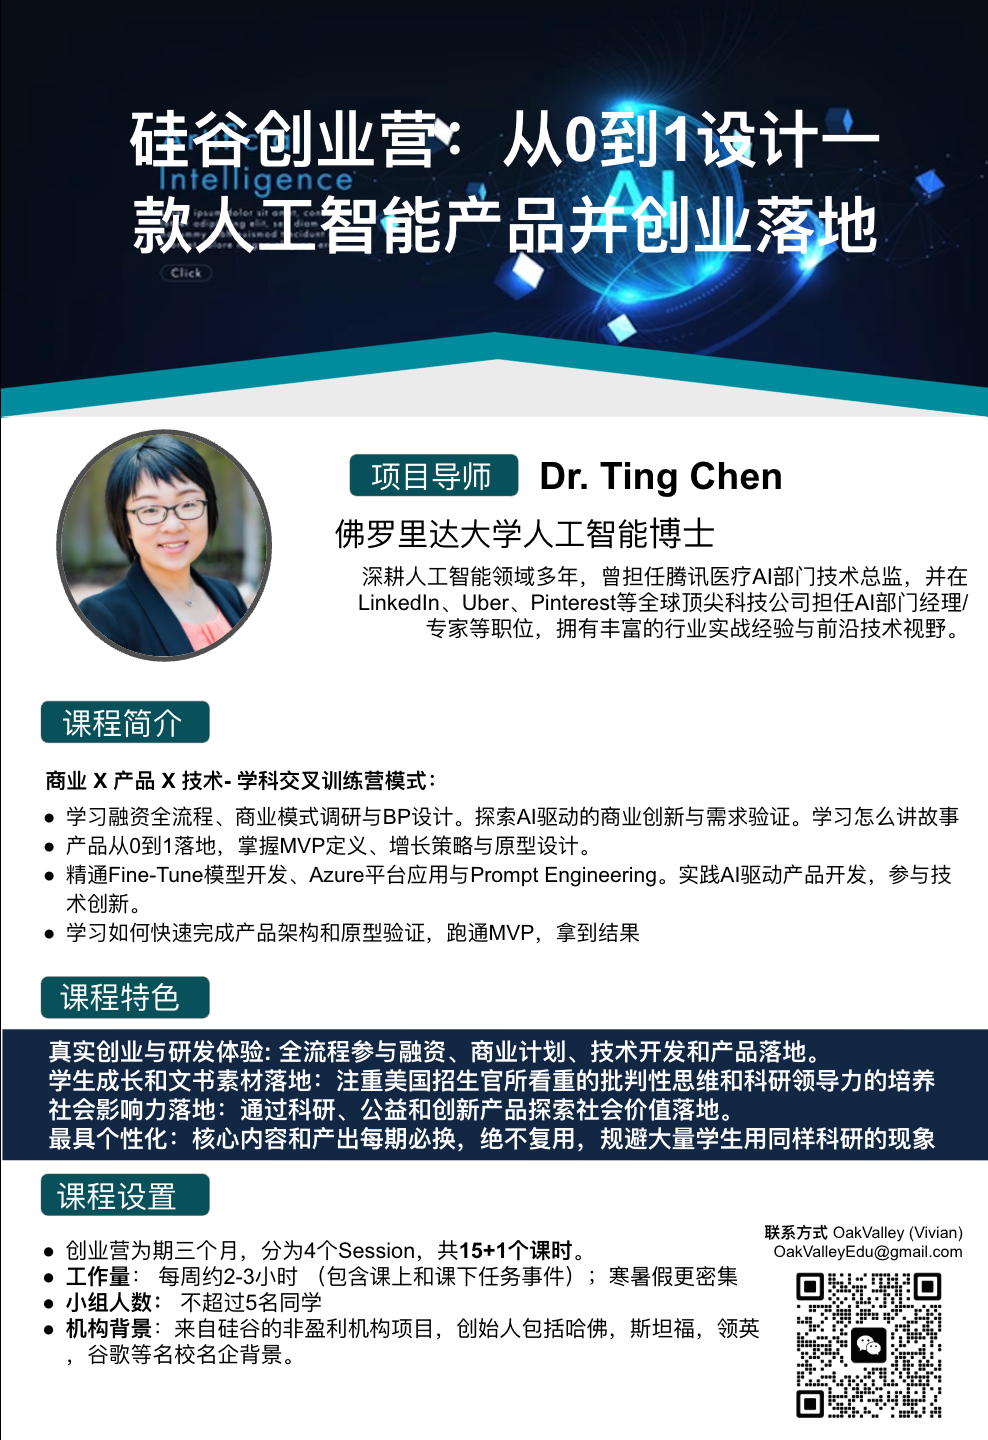 硅谷创业营：从0到1设计一
款人工智能产品并创业落地
Intelligence
Click
AI
项目导师
Dr. Ting Chen
佛罗里达大学人工智能博士
深耕人工智能领域多年，曾担任腾讯医疗AI部门技术总监，并在
LinkedIn、Uber、Pinterest等全球顶尖科技公司担任AI部门经理/
专家等职位，拥有丰富的行业实战经验与前沿技术视野。
课程简介
商业 X 产品 X 技术- 学科交叉训练营模式：
● 学习融资全流程、商业模式调研与BP设计。探索AI驱动的商业创新与需求验证。学习怎么讲故事
● 产品从0到1落地，掌握MVP定义、增长策略与原型设计。
● 精通Fine-Tune模型开发、Azure平台应用与Prompt Engineering。实践AI驱动产品开发，参与技
术创新。
● 学习如何快速完成产品架构和原型验证，跑通MVP，拿到结果
课程特色
真实创业与研发体验: 全流程参与融资、商业计划、技术开发和产品落地。
学生成长和文书素材落地：注重美国招生官所看重的批判性思维和科研领导力的培养
社会影响力落地：通过科研、公益和创新产品探索社会价值落地。
最具个性化：核心内容和产出每期必换，绝不复用，规避大量学生用同样科研的现象
课程设置
● 创业营为期三个月，分为4个Session，共15+1个课时。
● 工作量： 每周约2-3小时 （包含课上和课下任务事件）；寒暑假更密集
● 小组人数： 不超过5名同学
● 机构背景：来自硅谷的非盈利机构项目，创始人包括哈佛，斯坦福，领英
，谷歌等名校名企背景。
联系方式 OakValley (Vivian)
OakValleyEdu@gmail.com